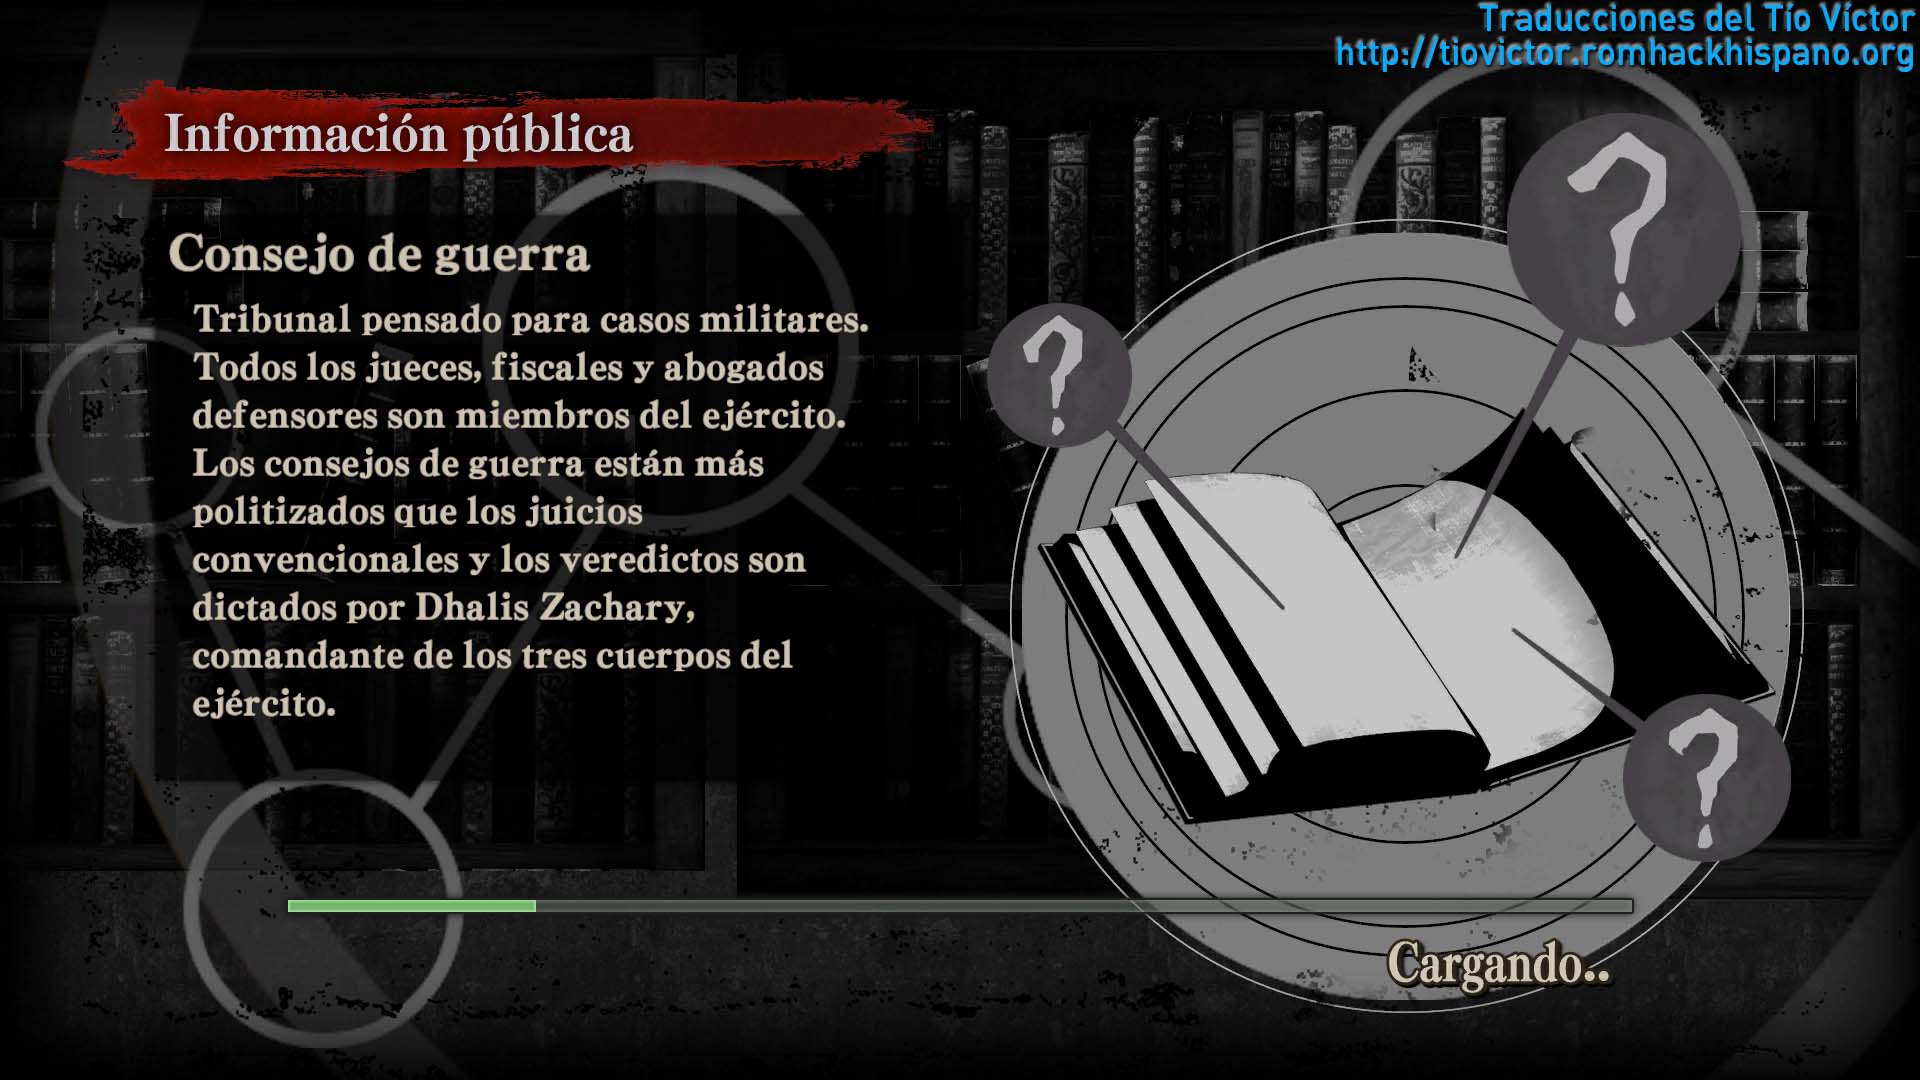 Traducciones del Tío Víctor
http://tiovictor.romhackhispano.org
Información pública
Consejo de guerra
Tribunal pensado para casos militares.
Todos los jueces, fiscales y abogados
defensores son miembros del ejército.
Los consejos de guerra están más
politizados que los juicios
convencionales y los veredictos son
dictados por Dhalis Zachary,
comandante de los tres cuerpos del
ejército.
?
?
?
Cargando..